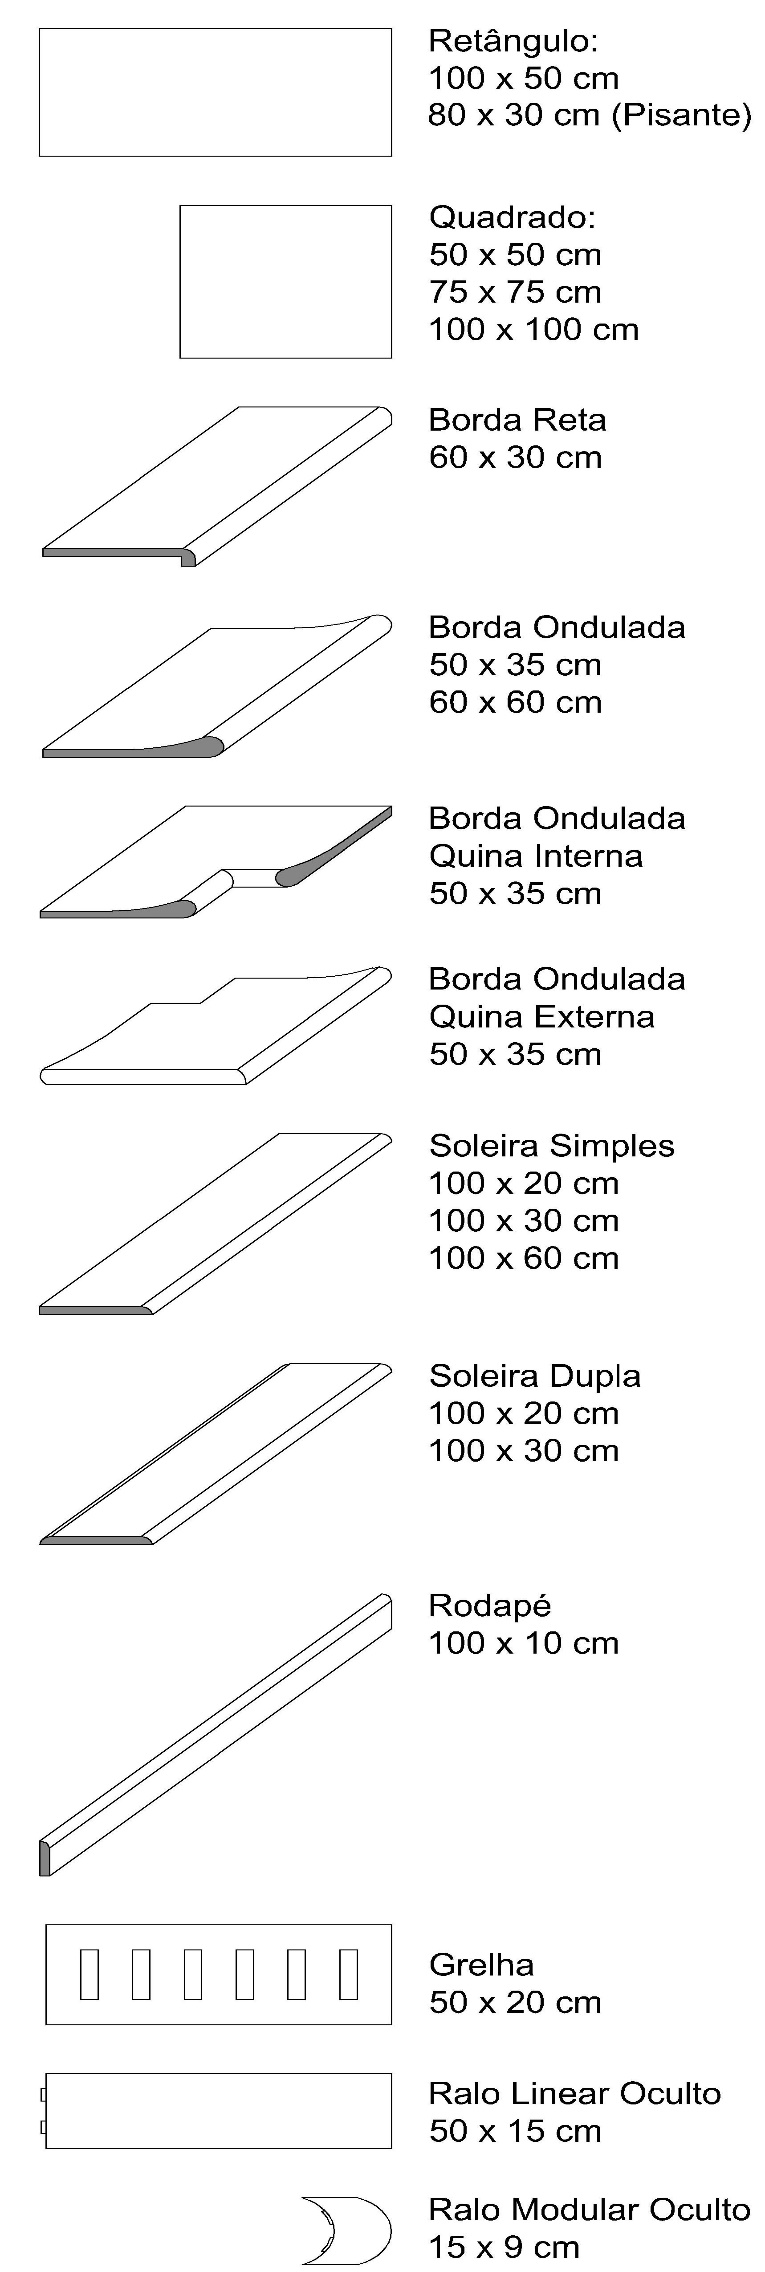 Retângulo:
100 x 50 cm
80 x 30 cm (Pisante)
Quadrado:
50 x 50 cm
75 x 75 cm
100 x 100 cm
Borda Reta
60 x 30 cm
Borda Ondulada
50 x 35 cm
60 x 60 cm
Borda Ondulada
Quina Interna
50 x 35 cm
Borda Ondulada
Quina Externa
50 x 35 cm
Soleira Simples
100 x 20 cm
100 x 30 cm
100 x 60 cm
Soleira Dupla
100 x 20 cm
100 x 30 cm
Rodapé
100 x 10 cm
Grelha
50 x 20 cm
Ralo Linear Oculto
50 x 15 cm
Ralo Modular Oculto
15 x 9 cm